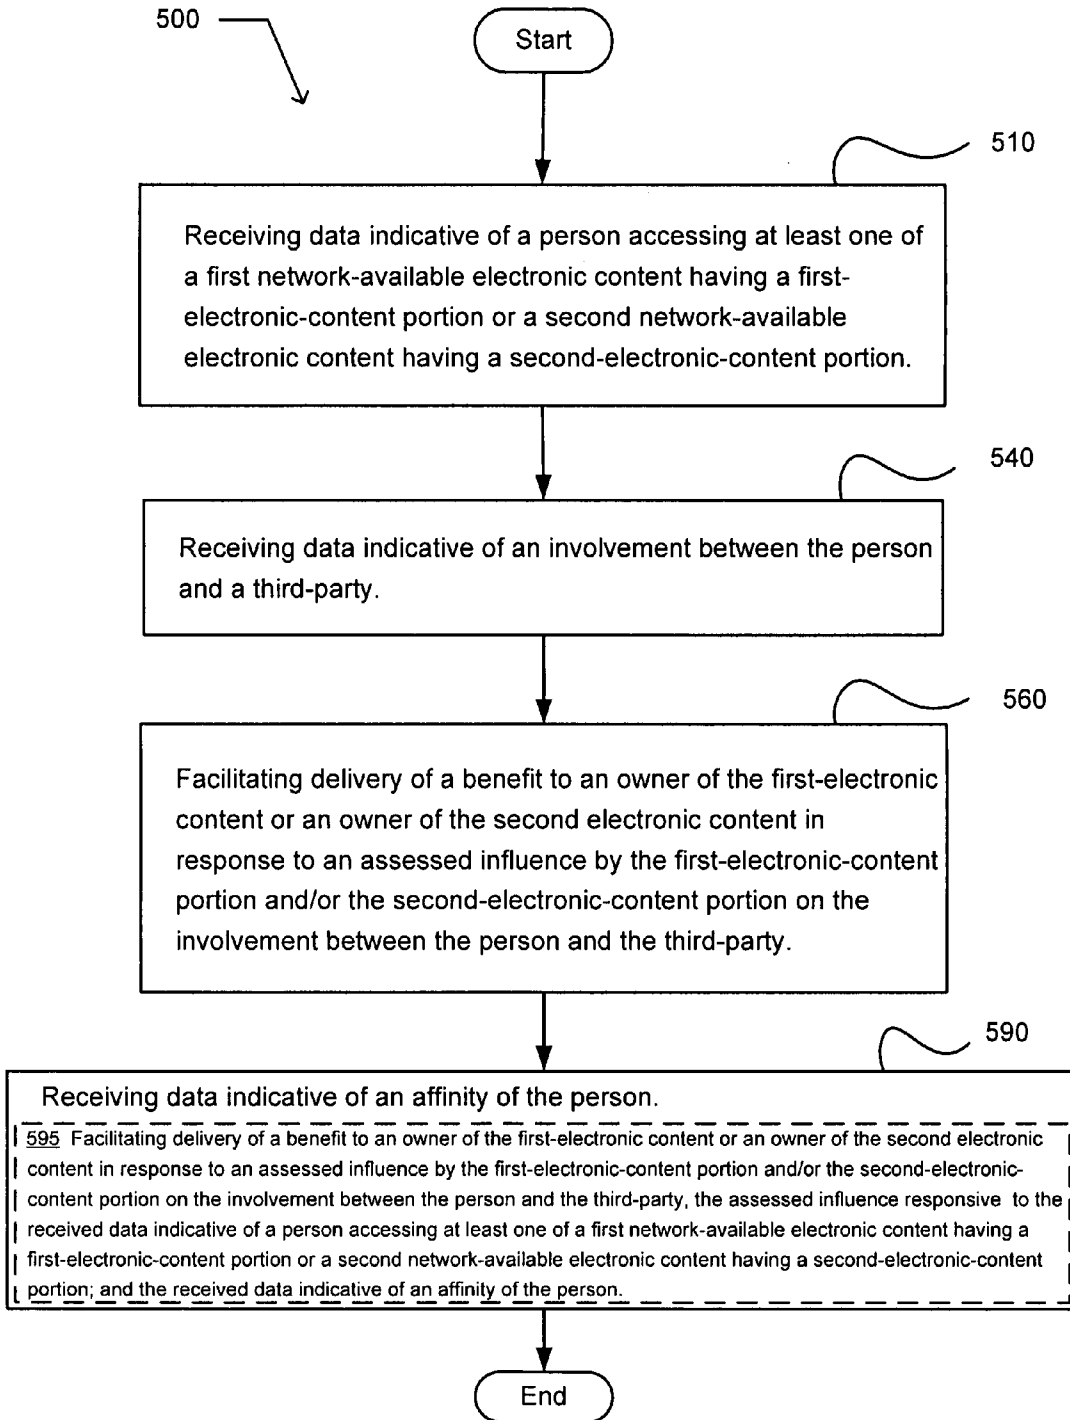 500
Start
510
Receiving data indicative of a person accessing at least one of
a first network-available electronic content having a first-
electronic-content portion or a second network-available
electronic content having a second-electronic-content portion.
540
Receiving data indicative of an involvement between the person
and a third-party.
560
Facilitating delivery of a benefit to an owner of the first-electronic
content or an owner of the second electronic content in
response to an assessed influence by the first-electronic-content
portion and/or the second-electronic-content portion on the
involvement between the person and the third-party.
590
Receiving data indicative of an affinity of the person.
595 Facilitating delivery of a benefit to an owner of the first-electronic content or an owner of the second electronic
content in response to an assessed influence by the first-electronic-content portion and/or the second-electronic-
content portion on the involvement between the person and the third-party, the assessed influence responsive to the
received data indicative of a person accessing at least one of a first network-available electronic content having a
first-electronic-content portion or a second network-available electronic content having a second-electronic-content
portion; and the received data indicative of an affinity of the person.
End